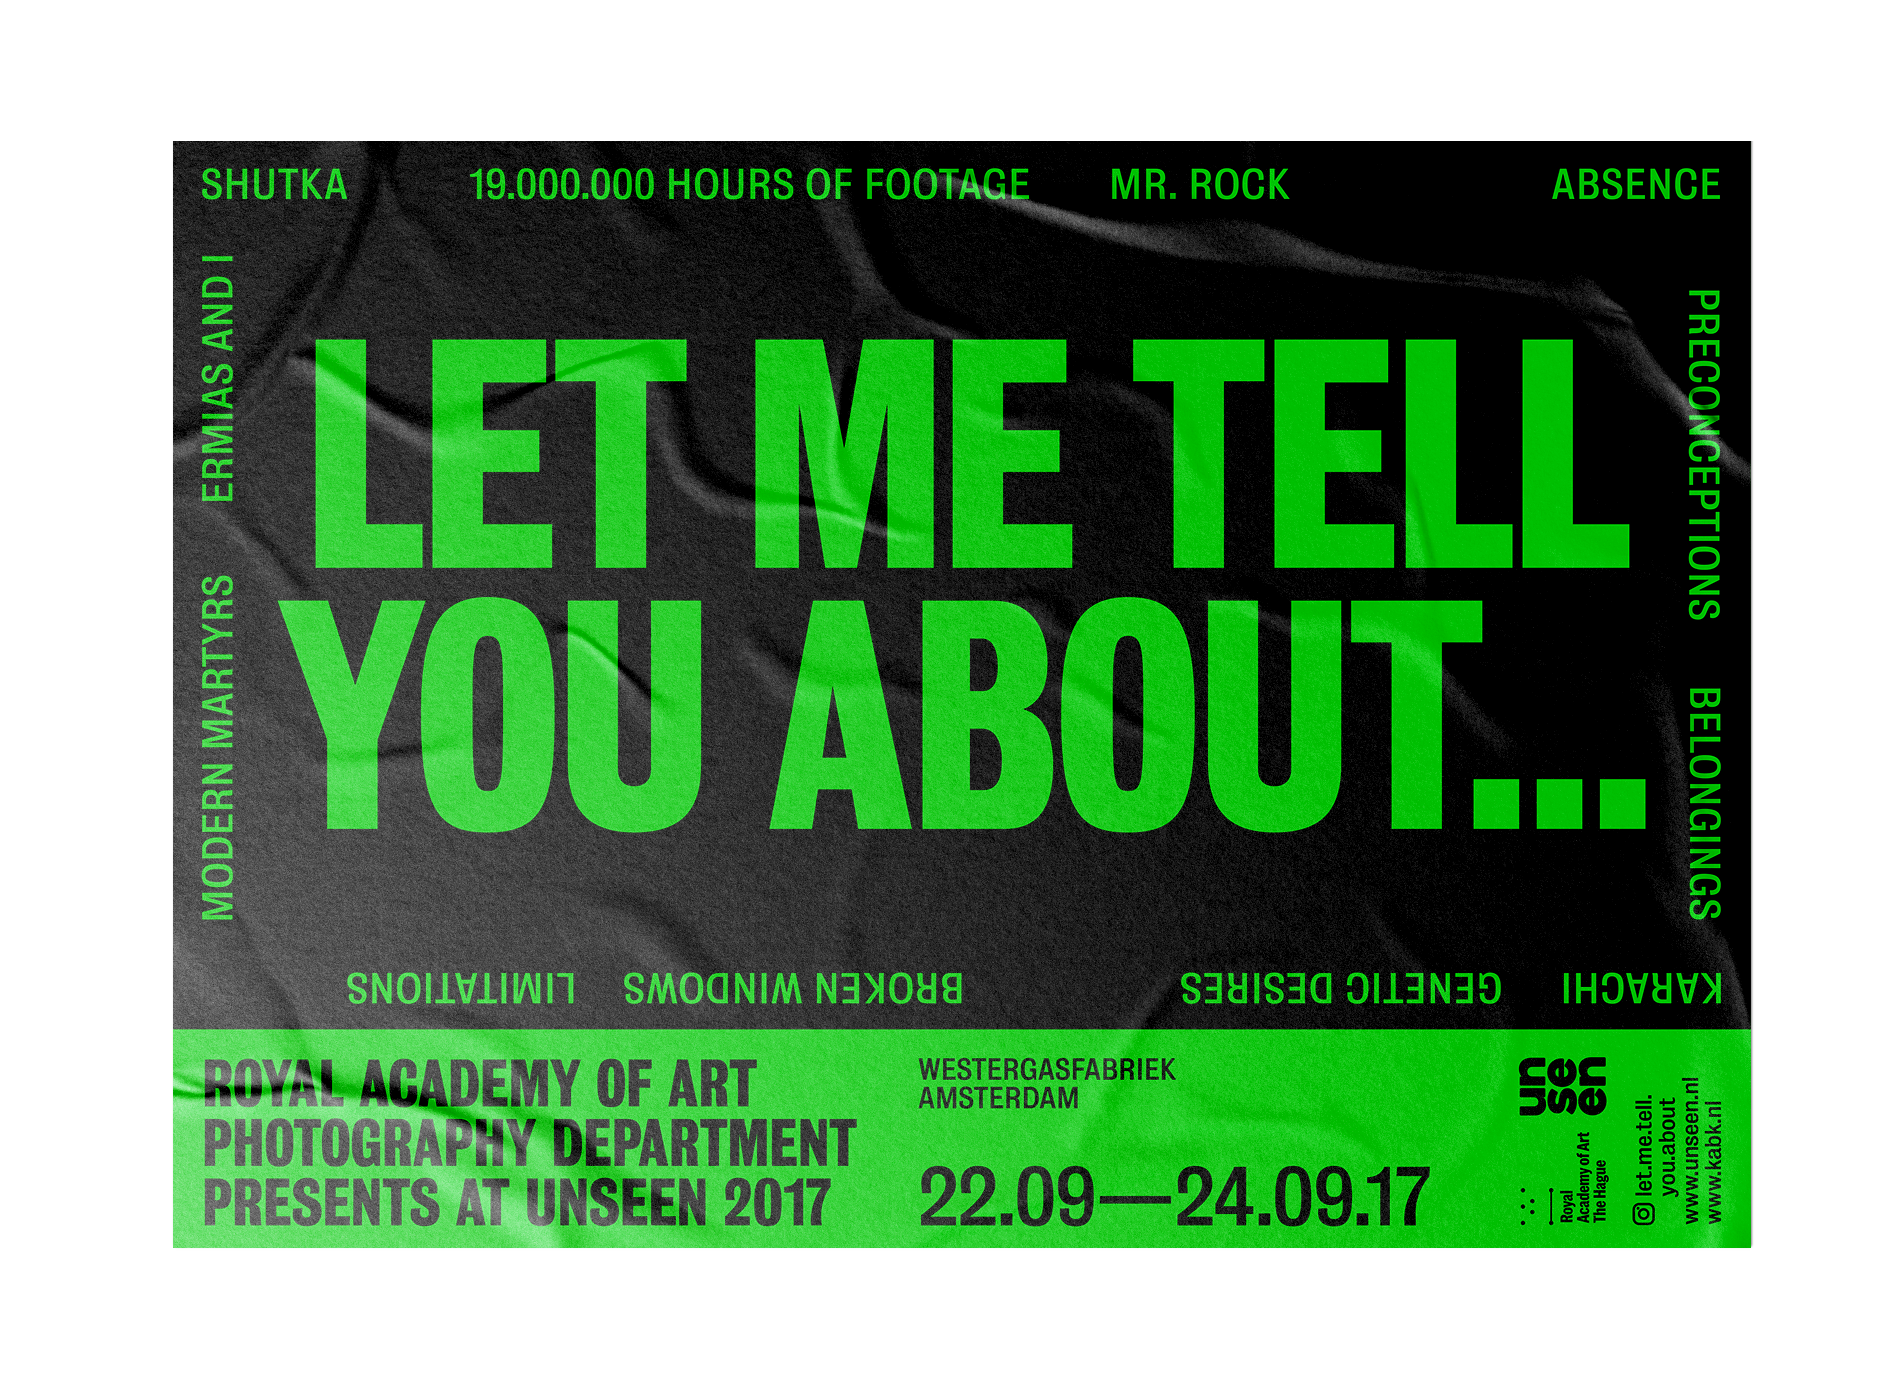 SHUTKA
19.000.000 HOURS OF FOOTAGE
MR. ROCK
ABSENCE
PRECONCEPTIONS
BELONGINGS
KARACHI
GENETIC DESIRES
BROKEN WINDOWS
LIMITATIONS
MODERN MARTYRS
ERMIAS AND I
LET ME TELL
YOU ABOUT...
ROYAL ACADEMY OF ART
PHOTOGRAPHY DEPARTMENT
PRESENTS AT UNSEEN 2017
WESTERGASFABRIEK
AMSTERDAM
22.09—24.09.17
un
se
en
Royal
Academy of Art
The Hague
let.me.tell.
you.about
www.unseen.nl
www.kabk.nl